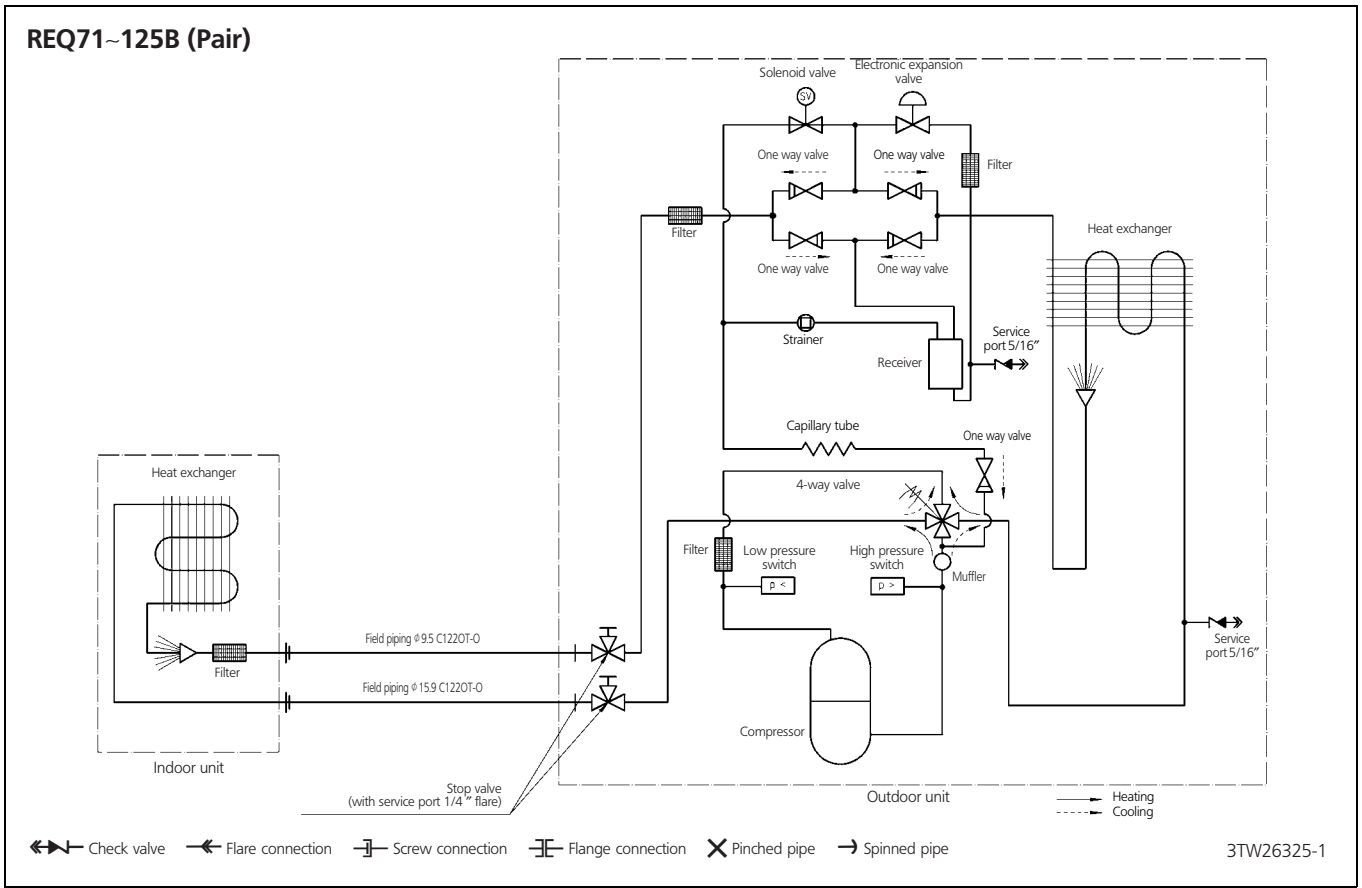 REQ71~125B (Pair)
Solenoid valve
Electronic expansion
valve
SV
One way valve
One way valve
Filter
Filter
One way valve
One way valve
Heat exchanger
Strainer
Receiver
Service
port 5/16″
Capillary tube
One way valve
4-way valve
Heat exchanger
Filter
Low pressure
switch
P <
High pressure
switch
P >
Muffler
Field piping ϕ 9.5 C122OT-O
Filter
Service
port 5/16″
Field piping ϕ 15.9 C122OT-O
Compressor
Indoor unit
Stop valve
(with service port 1/4 ″ flare)
Outdoor unit
Heating
Cooling
Check valve
Flare connection
Screw connection
Flange connection
Pinched pipe
Spinned pipe
3TW26325-1